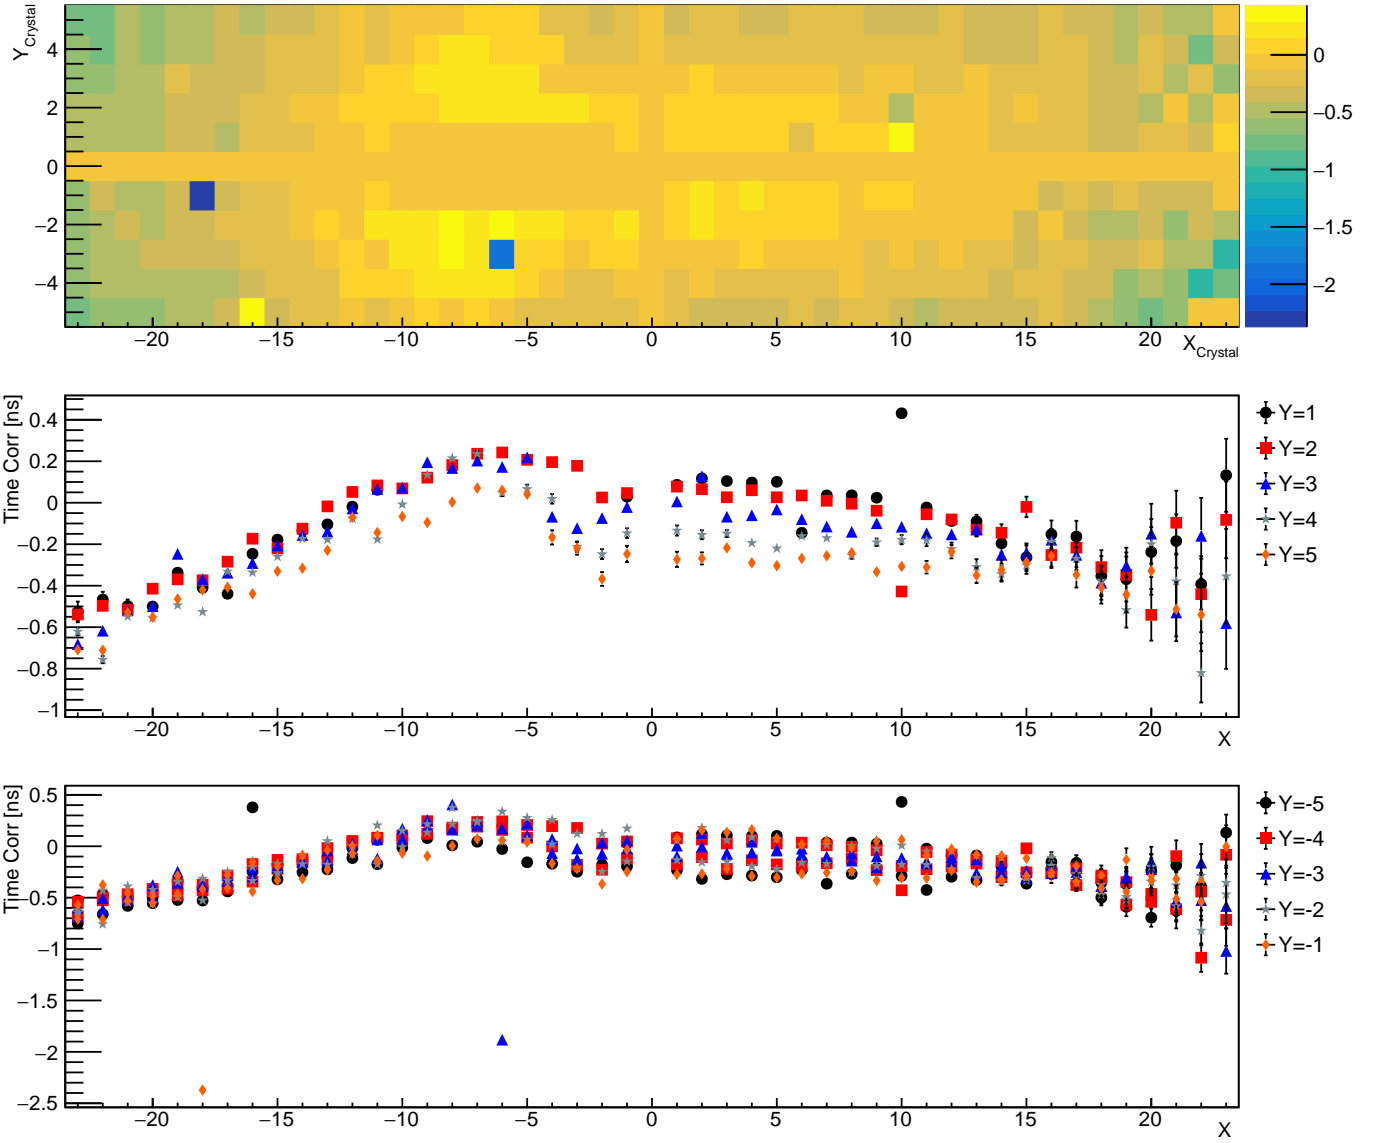 Y_Crystal
4
2
0
−2
−4
−20 −15 −10 −5 0 5 10 15 20
X_Crystal
0
−0.5
−1
−1.5
−2
Time Corr [ns]
0.4
0.2
0
−0.2
−0.4
−0.6
−0.8
−1
−20 −15 −10 −5 0 5 10 15 20
X
Y=1
Y=2
Y=3
Y=4
Y=5
Time Corr [ns]
0.5
0
−0.5
−1
−1.5
−2
−2.5
−20 −15 −10 −5 0 5 10 15 20
X
Y=-5
Y=-4
Y=-3
Y=-2
Y=-1